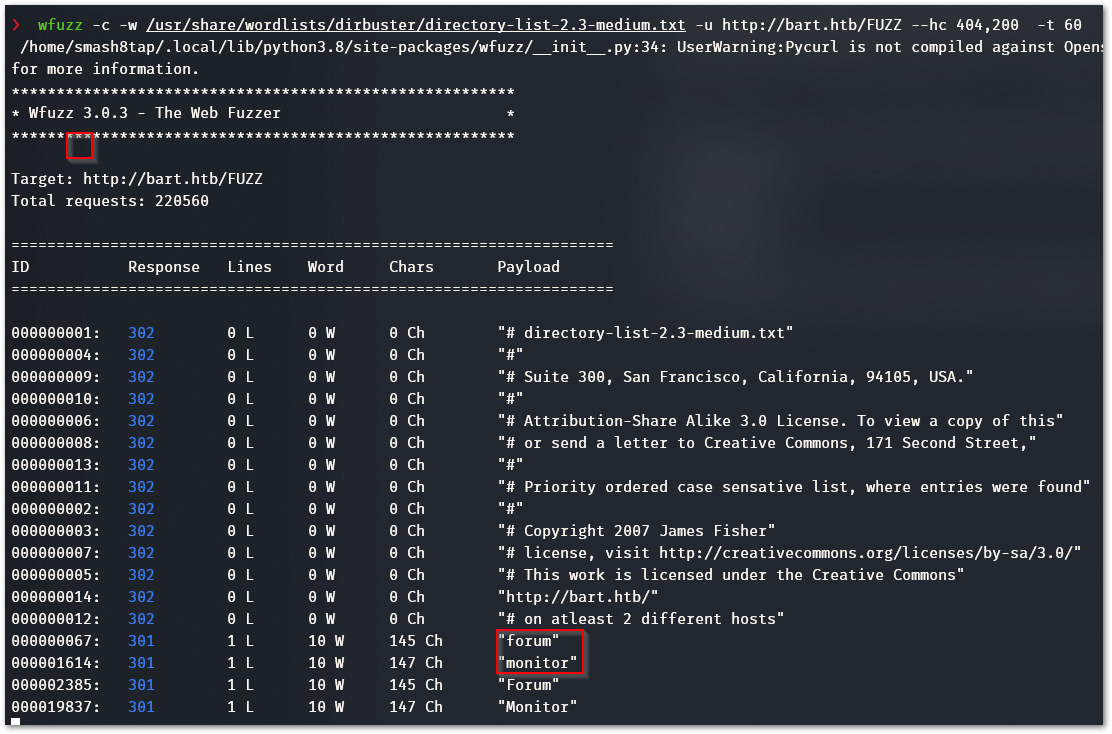 ❯ wfuzz -c -w /usr/share/wordlists/dirbuster/directory-list-2.3-medium.txt -u http://bart.htb/FUZZ --hc 404,200 -t 60
/home/smash8tap/.local/lib/python3.8/site-packages/wfuzz/__init__.py:34: UserWarning:Pycurl is not compiled against Opens
for more information.
********************************************************
* Wfuzz 3.0.3 - The Web Fuzzer                         *
********************************************************
Target: http://bart.htb/FUZZ
Total requests: 220560
===================================================================
ID           Response   Lines    Word     Chars       Payload
===================================================================
000000001:   302        0 L      0 W      0 Ch        "# directory-list-2.3-medium.txt"
000000004:   302        0 L      0 W      0 Ch        "#"
000000009:   302        0 L      0 W      0 Ch        "# Suite 300, San Francisco, California, 94105, USA."
000000010:   302        0 L      0 W      0 Ch        "#"
000000006:   302        0 L      0 W      0 Ch        "# Attribution-Share Alike 3.0 License. To view a copy of this"
000000008:   302        0 L      0 W      0 Ch        "# or send a letter to Creative Commons, 171 Second Street,"
000000013:   302        0 L      0 W      0 Ch        "#"
000000011:   302        0 L      0 W      0 Ch        "# Priority ordered case sensative list, where entries were found"
000000002:   302        0 L      0 W      0 Ch        "#"
000000003:   302        0 L      0 W      0 Ch        "# Copyright 2007 James Fisher"
000000007:   302        0 L      0 W      0 Ch        "# license, visit http://creativecommons.org/licenses/by-sa/3.0/"
000000005:   302        0 L      0 W      0 Ch        "# This work is licensed under the Creative Commons"
000000014:   302        0 L      0 W      0 Ch        "http://bart.htb/"
000000012:   302        0 L      0 W      0 Ch        "# on atleast 2 different hosts"
000000067:   301        1 L      10 W     145 Ch      "forum"
000001614:   301        1 L      10 W     147 Ch      "monitor"
000002385:   301        1 L      10 W     145 Ch      "Forum"
000019837:   301        1 L      10 W     147 Ch      "Monitor"